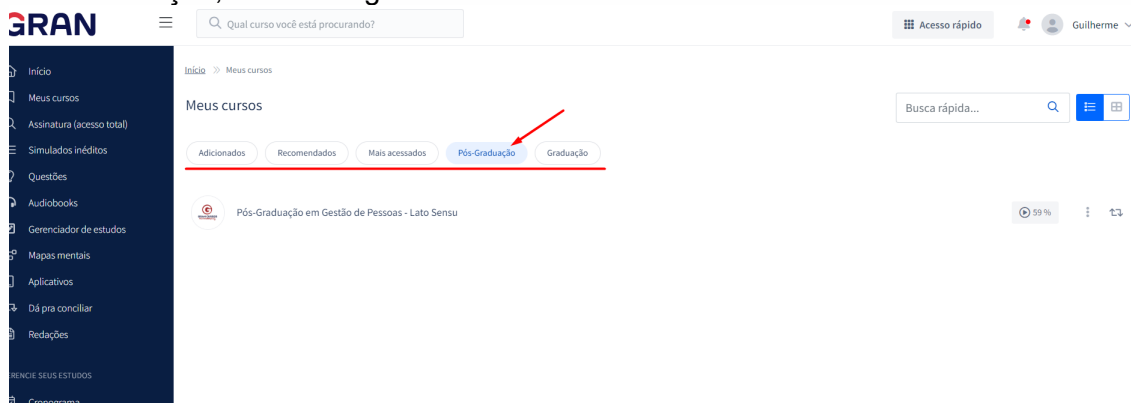 GRAN
Qual curso você está procurando?
Acesso rápido
Guilherme
Início
Meus cursos
Assinatura (acesso total)
Simulados inéditos
Questões
Audiobooks
Gerenciador de estudos
Mapas mentais
Aplicativos
Dá pra conciliar
Redações
Início » Meus cursos
Meus cursos
Busca rápida...
Adicionados
Recomendados
Mais acessados
Pós-Graduação
Graduação
Pós-Graduação em Gestão de Pessoas - Lato Sensu
59 %